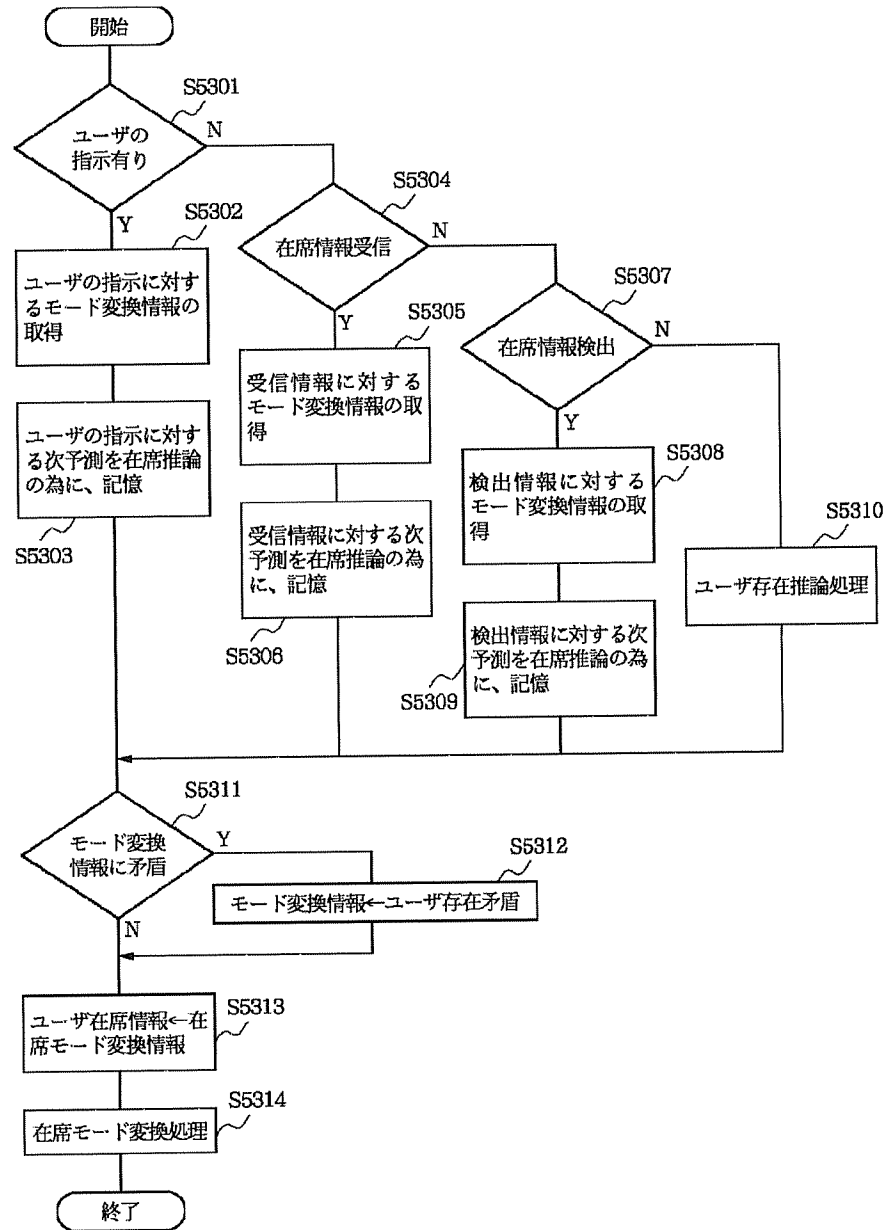 開始
S5301
ユーザの
指示有り
N
Y
S5302
ユーザの指示に対す
るモード変換情報の
取得
ユーザの指示に対す
る次予測を在席推論
の為に、記憶
S5303
S5304
在席情報受信
N
Y
S5305
受信情報に対する
モード変換情報の取
得
受信情報に対する次
予測を在席推論の為
に、記憶
S5306
S5307
在席情報検出
N
Y
S5308
検出情報に対する
モード変換情報の取
得
検出情報に対する次
予測を在席推論の為
に、記憶
S5309
S5310
ユーザ存在推論処理
S5311
モード変換
情報に矛盾
Y
N
S5312
モード変換情報←ユーザ存在矛盾
S5313
ユーザ在席情報←在
席モード変換情報
S5314
在席モード変換処理
終了